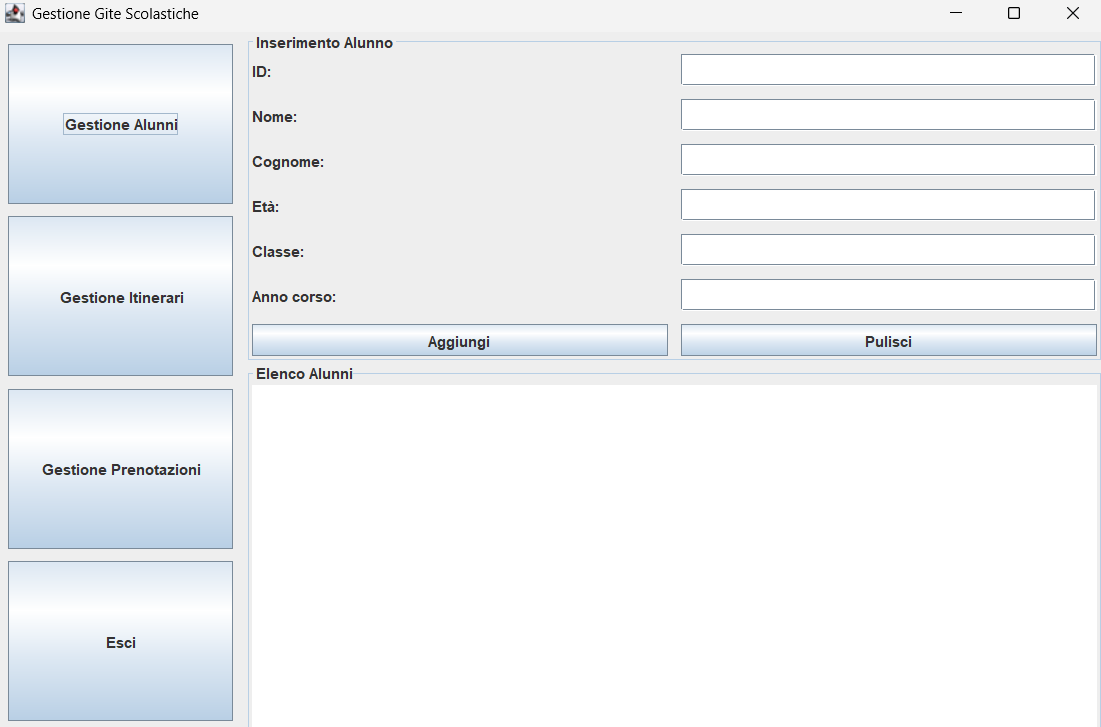 Gestione Gite Scolastiche
Gestione Alunni
Gestione Itinerari
Gestione Prenotazioni
Esci
Inserimento Alunno
ID:
Nome:
Cognome:
Età:
Classe:
Anno corso:
Aggiungi
Pulisci
Elenco Alunni